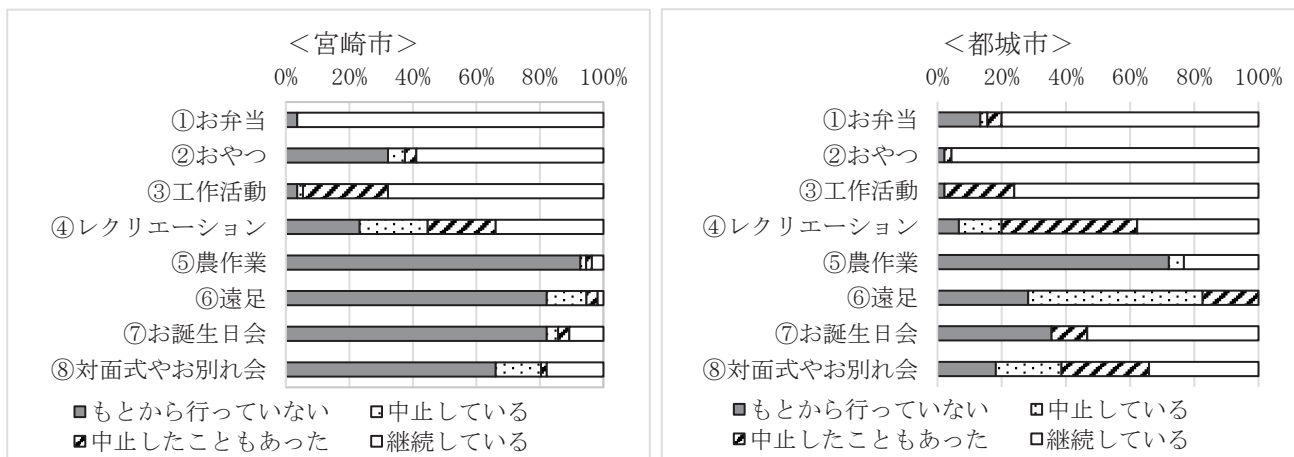 <宮崎市>
0% 20% 40% 60% 80% 100%
①お弁当
②おやつ
③工作活動
④レクリエーション
⑤農作業
⑥遠足
⑦お誕生日会
⑧対面式やお別れ会
もとから行っていない 中止している
中止したこともあった 継続している
<都城市>
0% 20% 40% 60% 80% 100%
①お弁当
②おやつ
③工作活動
④レクリエーション
⑤農作業
⑥遠足
⑦お誕生日会
⑧対面式やお別れ会
もとから行っていない 中止している
中止したこともあった 継続している